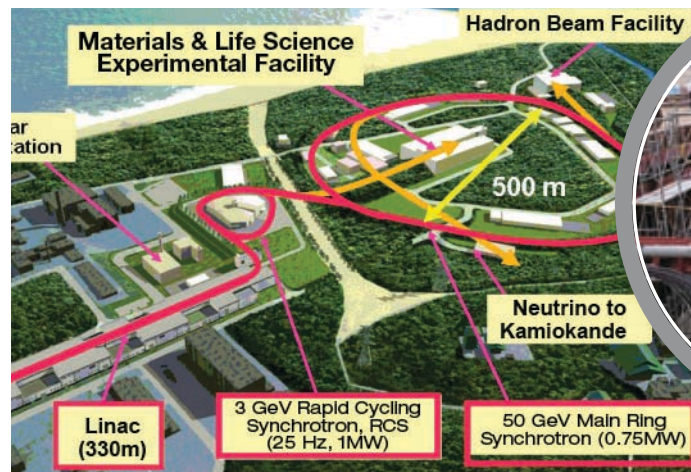 Hadron Beam Facility
Materials & Life Science
Experimental Facility
ar
tation
500 m
Neutrino to
Kamiokande
Linac
(330m)
3 GeV Rapid Cycling
Synchrotron, RCS
(25 Hz, 1MW)
50 GeV Main Ring
Synchrotron (0.75MW)